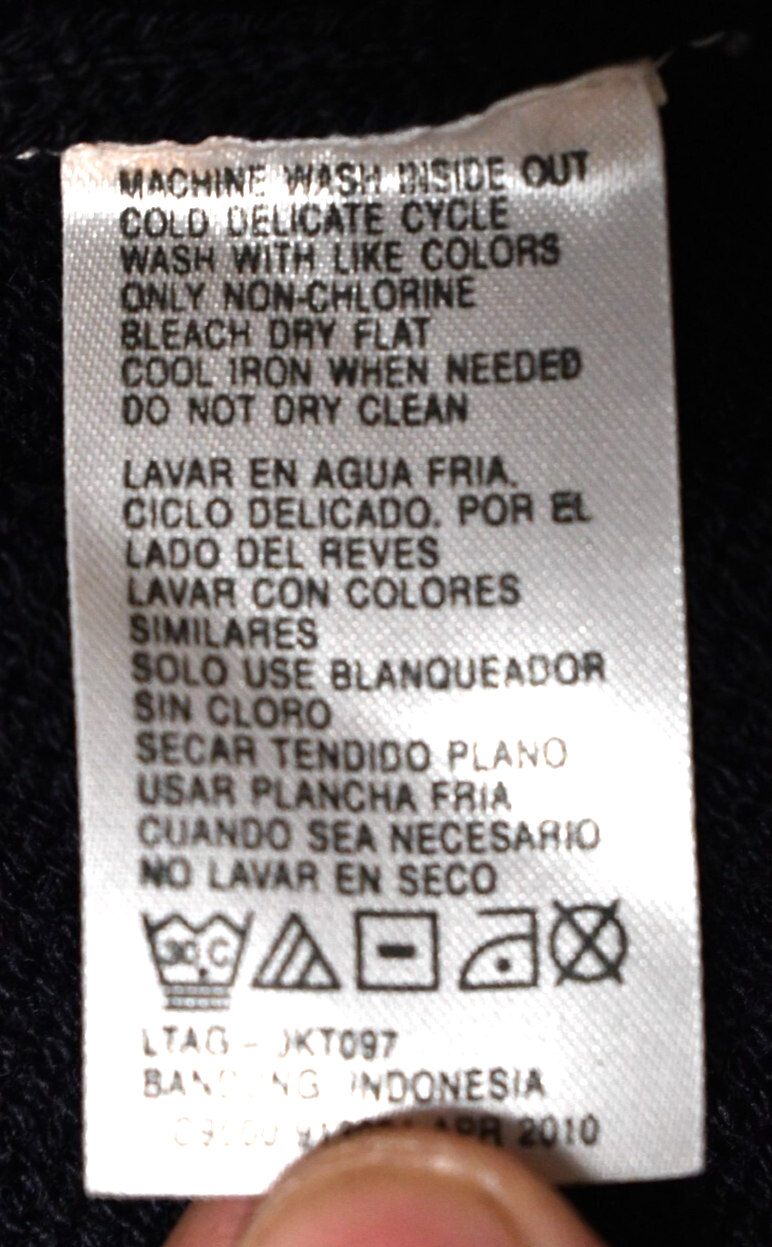 MACHINE WASH INSIDE OUT
COLD DELICATE CYCLE
WASH WITH LIKE COLORS
ONLY NON-CHLORINE
BLEACH DRY FLAT
COOL IRON WHEN NEEDED
DO NOT DRY CLEAN
LAVAR EN AGUA FRIA.
CICLO DELICADO. POR EL
LADO DEL REVES
LAVAR CON COLORES
SIMILARES
SOLO USE BLANQUEADOR
SIN CLORO
SECAR TENDIDO PLANO
USAR PLANCHA FRIA
CUANDO SEA NECESARIO
NO LAVAR EN SECO
30.C
LTAG - JKT097
BANDUNG INDONESIA
APR 2010